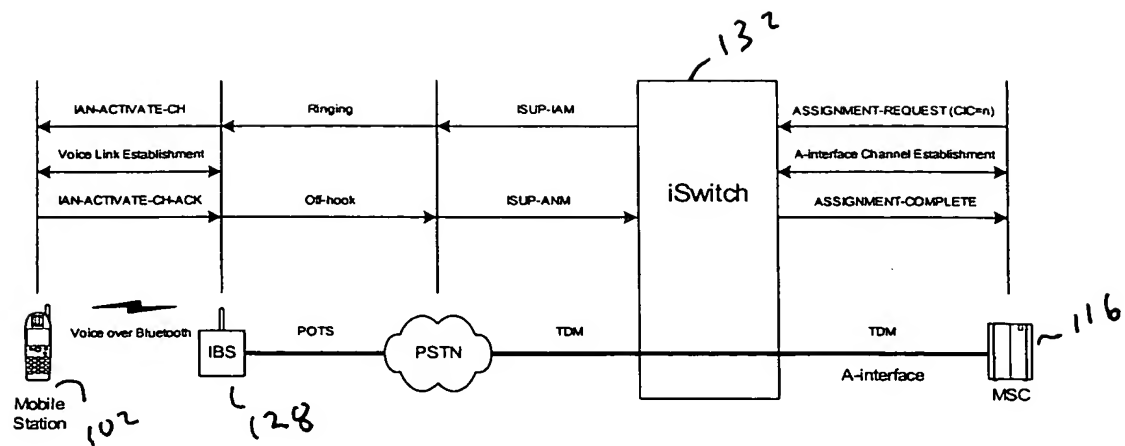 132
IAN-ACTIVATE-CH Ringing ISUP-IAM ASSIGNMENT-REQUEST (CIC=n)
Voice Link Establishment A-interface Channel Establishment
iSwitch
IAN-ACTIVATE-CH-ACK Off-hook ISUP-ANM ASSIGNMENT-COMPLETE
116
Voice over Bluetooth POTS TDM TDM
IBS PSTN
A-interface
MSC
Mobile
Station
102
128